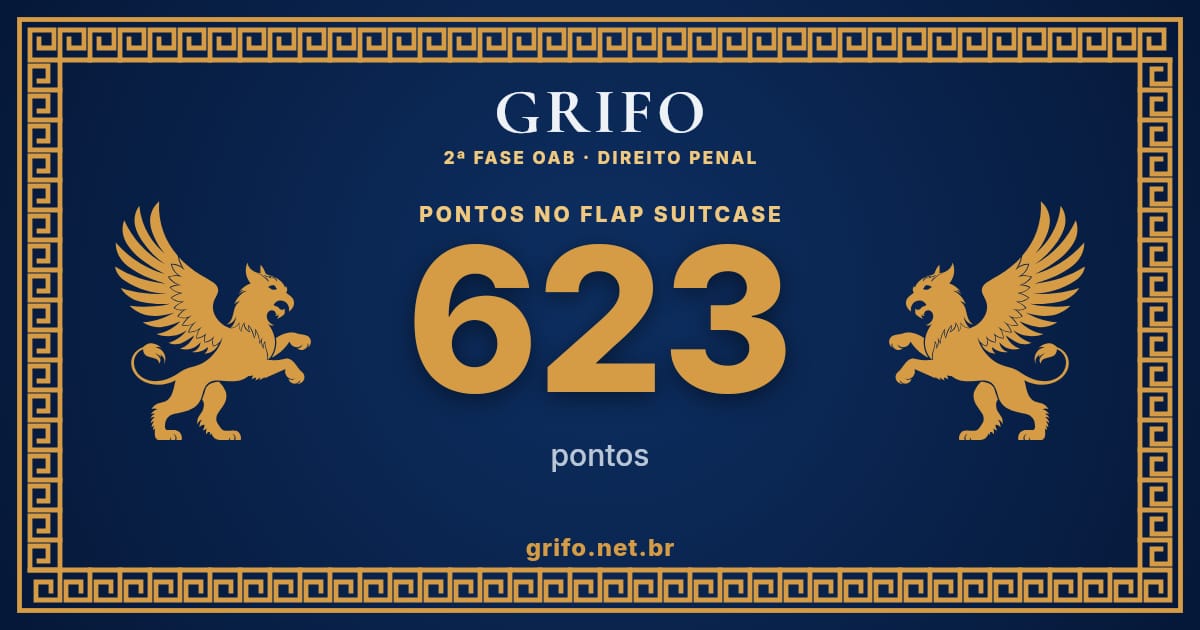 GRIFO
2ª FASE OAB · DIREITO PENAL
PONTOS NO FLAP SUITCASE
623
pontos
grifo.net.br